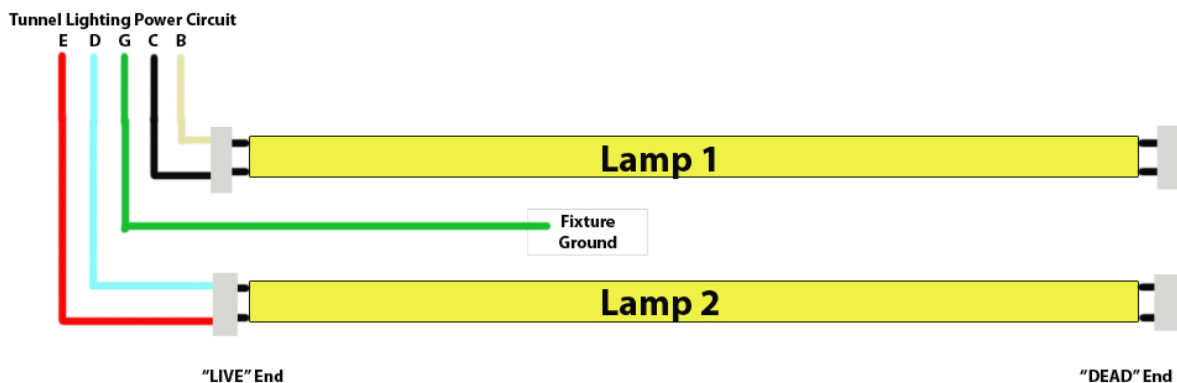 Tunnel Lighting Power Circuit
E D G C B
Lamp 1
Fixture
Ground
Lamp 2
“LIVE” End “DEAD” End